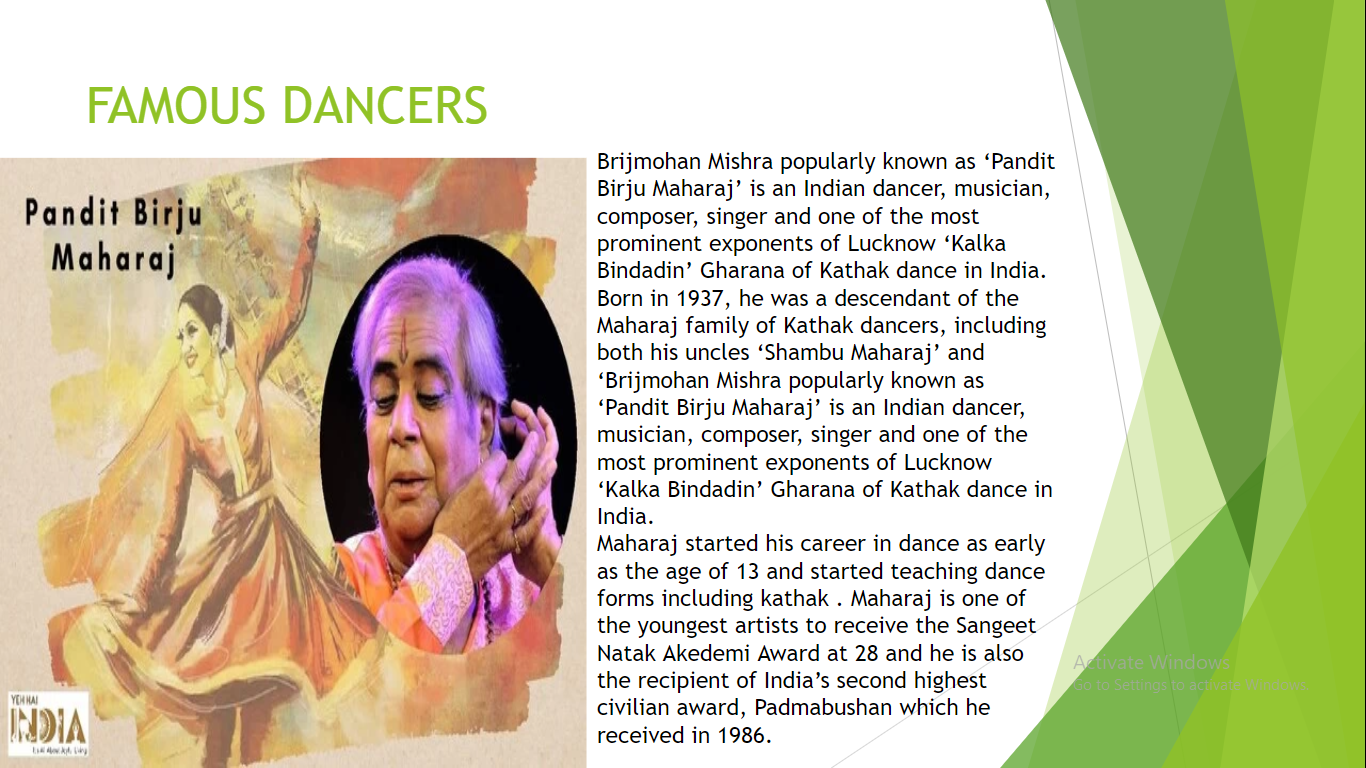 FAMOUS DANCERS
Pandit Birju
Maharaj
YEH HAI
INDIA
Brijmohan Mishra popularly known as ‘Pandit
Birju Maharaj’ is an Indian dancer, musician,
composer, singer and one of the most
prominent exponents of Lucknow ‘Kalka
Bindadin’ Gharana of Kathak dance in India.
Born in 1937, he was a descendant of the
Maharaj family of Kathak dancers, including
both his uncles ‘Shambu Maharaj’ and
‘Brijmohan Mishra popularly known as
‘Pandit Birju Maharaj’ is an Indian dancer,
musician, composer, singer and one of the
most prominent exponents of Lucknow
‘Kalka Bindadin’ Gharana of Kathak dance in
India.
Maharaj started his career in dance as early
as the age of 13 and started teaching dance
forms including kathak . Maharaj is one of
the youngest artists to receive the Sangeet
Natak Akedemi Award at 28 and he is also
the recipient of India’s second highest
civilian award, Padmabushan which he
received in 1986.
Activate Windows
Go to Settings to activate Windows.